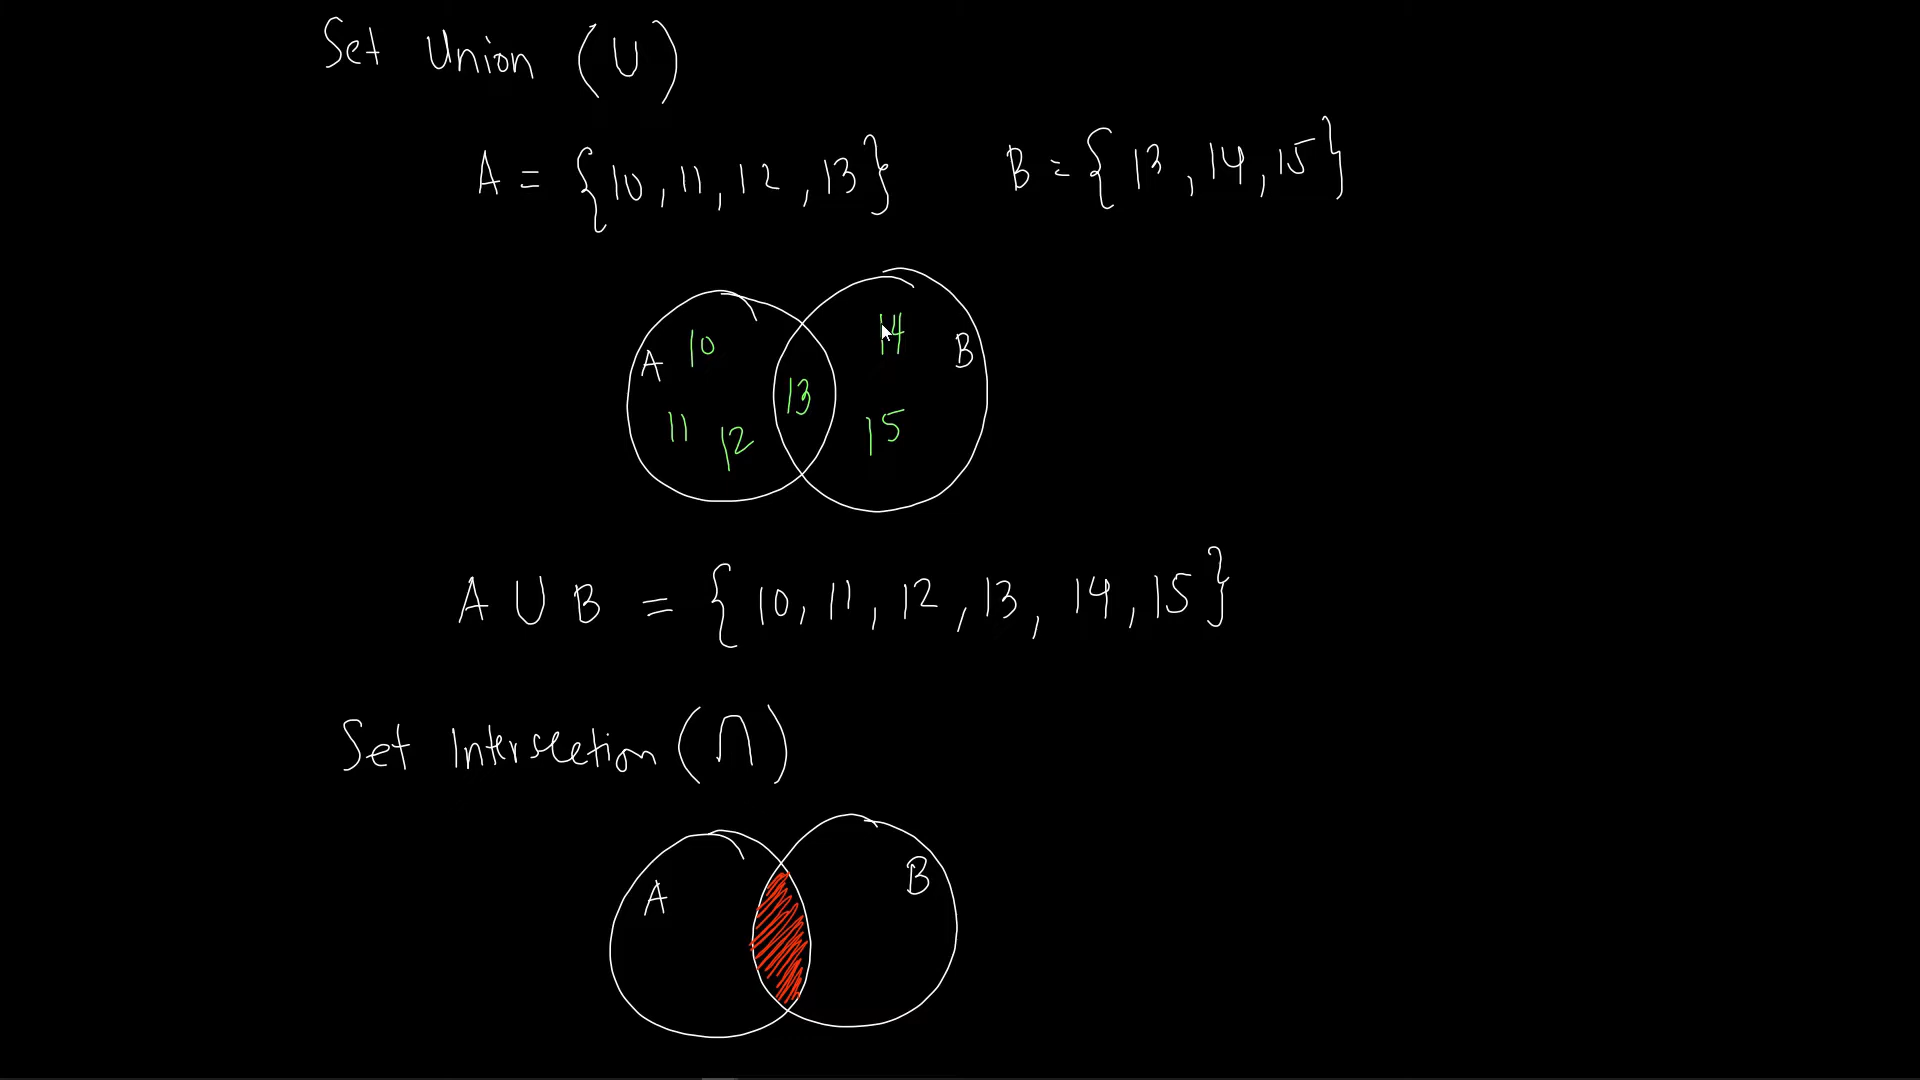 Set Union (U)
A = {10, 11, 12, 13} B = {13, 14, 15}
A 10 14 B
13
11 12 15
A U B = {10, 11, 12, 13, 14, 15}
Set Intersection (∩)
A B